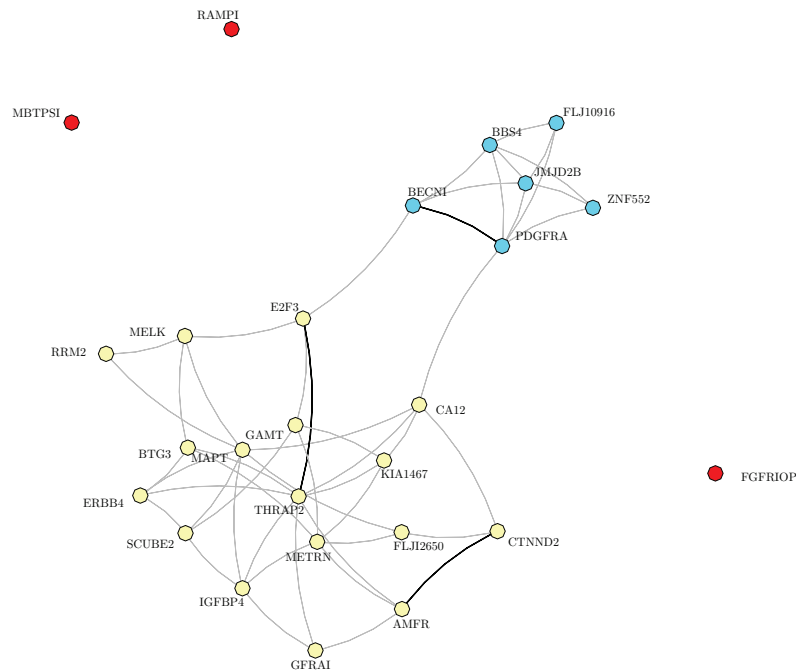 RAMPI
MBTPSI
FLJ10916
BBS4
JMJD2B
BECNI
ZNF552
PDGFRA
E2F3
MELK
RRM2
CA12
GAMT
BTG3
MAPT
KIA1467
FGFRIOP
ERBB4
THRAP2
SCUBE2
METRN
FLJI2650
CTNND2
IGFBP4
AMFR
GFRAI